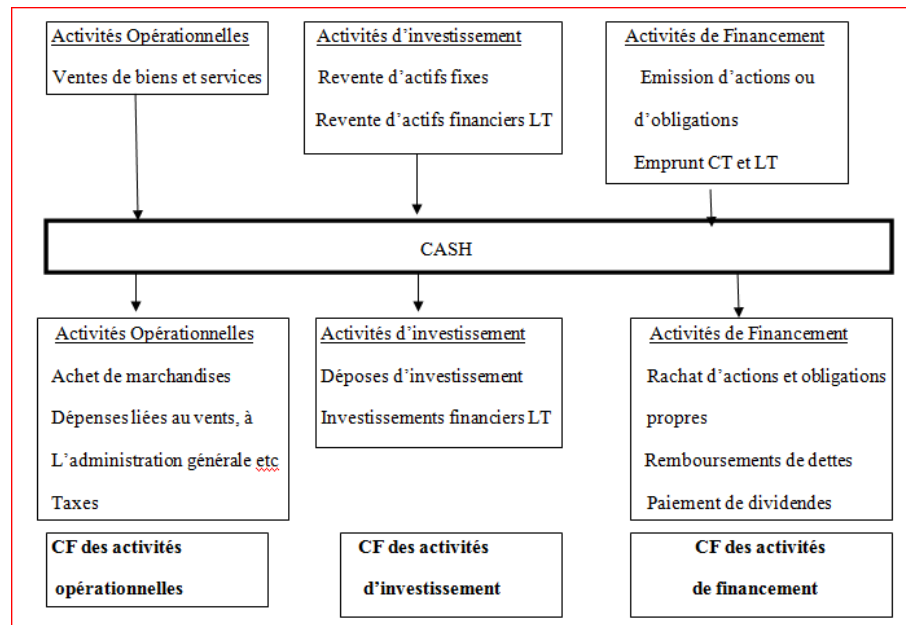 Activités Opérationnelles
Ventes de biens et services
Activités d'investissement
Revente d'actifs fixes
Revente d'actifs financiers LT
Activités de Financement
Emission d'actions ou
d'obligations
Emprunt CT et LT
CASH
Activités Opérationnelles
Achet de marchandises
Dépenses liées au vents, à
L'administration générale etc
Taxes
Activités d'investissement
Déposes d'investissement
Investissements financiers LT
Activités de Financement
Rachat d'actions et obligations
propres
Remboursements de dettes
Paiement de dividendes
CF des activités
opérationnelles
CF des activités
d'investissement
CF des activités
de financement